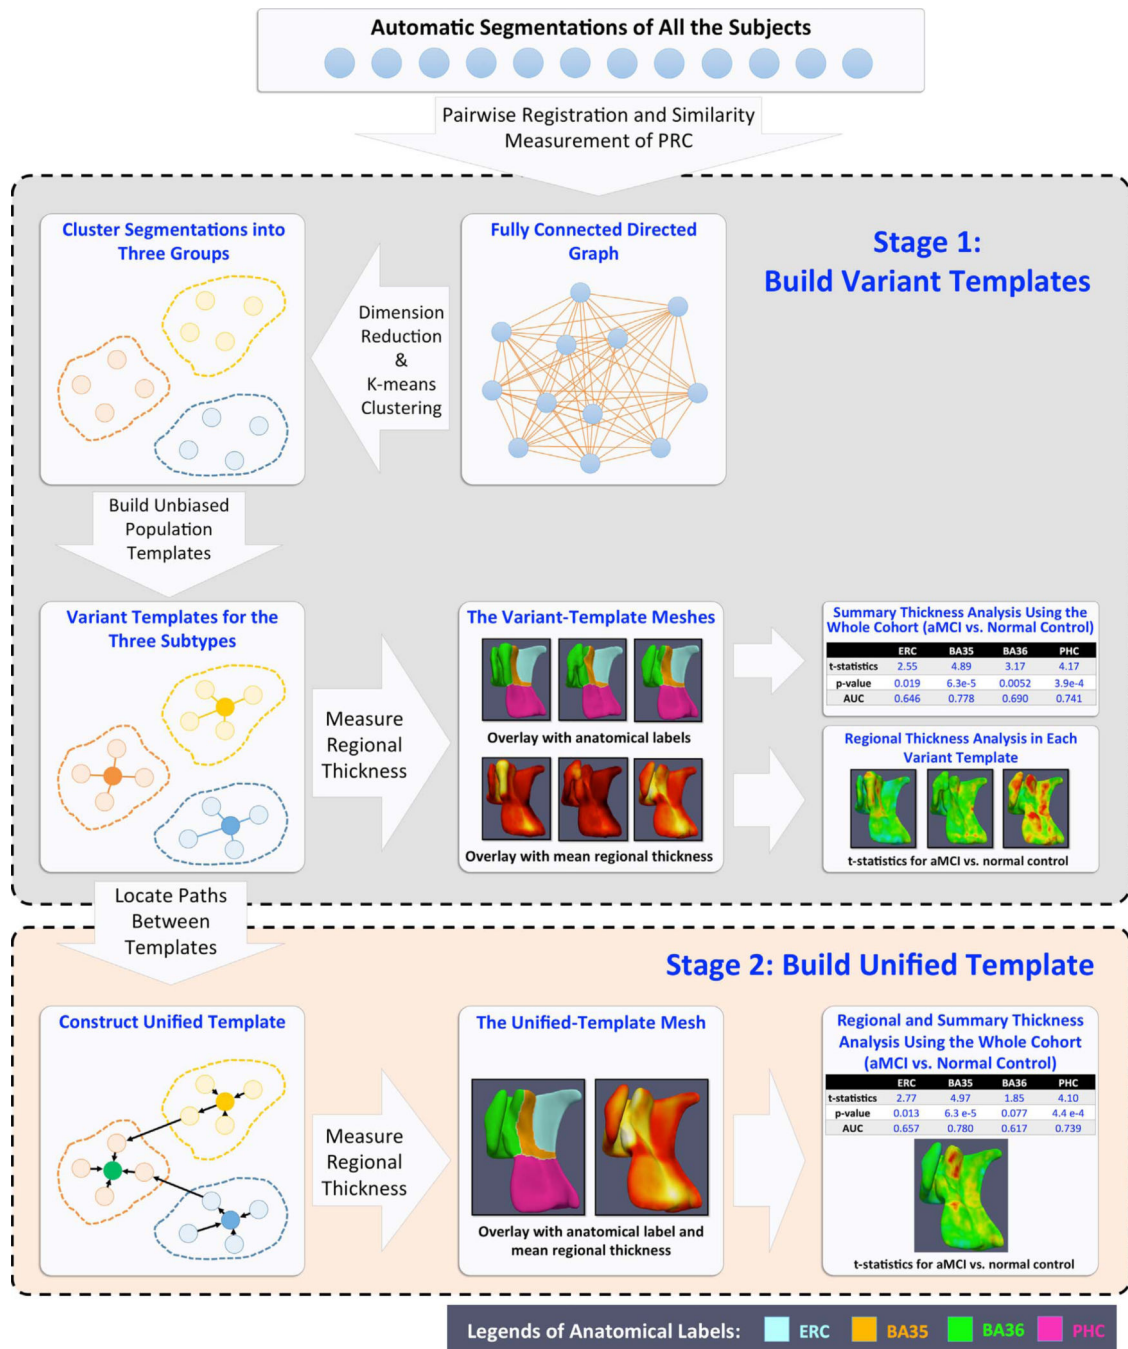 Automatic Segmentations of All the Subjects
Pairwise Registration and Similarity
Measurement of PRC
Stage 1:
Build Variant Templates
Cluster Segmentations into
Three Groups
Dimension
Reduction
&
K-means
Clustering
Fully Connected Directed
Graph
Build Unbiased
Population
Templates
Variant Templates for the
Three Subtypes
Measure
Regional
Thickness
The Variant-Template Meshes
Overlay with anatomical labels
Overlay with mean regional thickness
Summary Thickness Analysis Using the
Whole Cohort (aMCI vs. Normal Control)
ERC BA35 BA36 PHC
t-statistics 2.55 4.89 3.17 4.17
p-value 0.019 6.3e-5 0.0052 3.9e-4
AUC 0.646 0.778 0.690 0.741
Regional Thickness Analysis in Each
Variant Template
t-statistics for aMCI vs. normal control
Locate Paths
Between
Templates
Stage 2: Build Unified Template
Construct Unified Template
Measure
Regional
Thickness
The Unified-Template Mesh
Overlay with anatomical label and
mean regional thickness
Regional and Summary Thickness
Analysis Using the Whole Cohort
(aMCI vs. Normal Control)
ERC BA35 BA36 PHC
t-statistics 2.77 4.97 1.85 4.10
p-value 0.013 6.3 e-5 0.077 4.4 e-4
AUC 0.657 0.780 0.617 0.739
t-statistics for aMCI vs. normal control
Legends of Anatomical Labels: ERC BA35 BA36 PHC